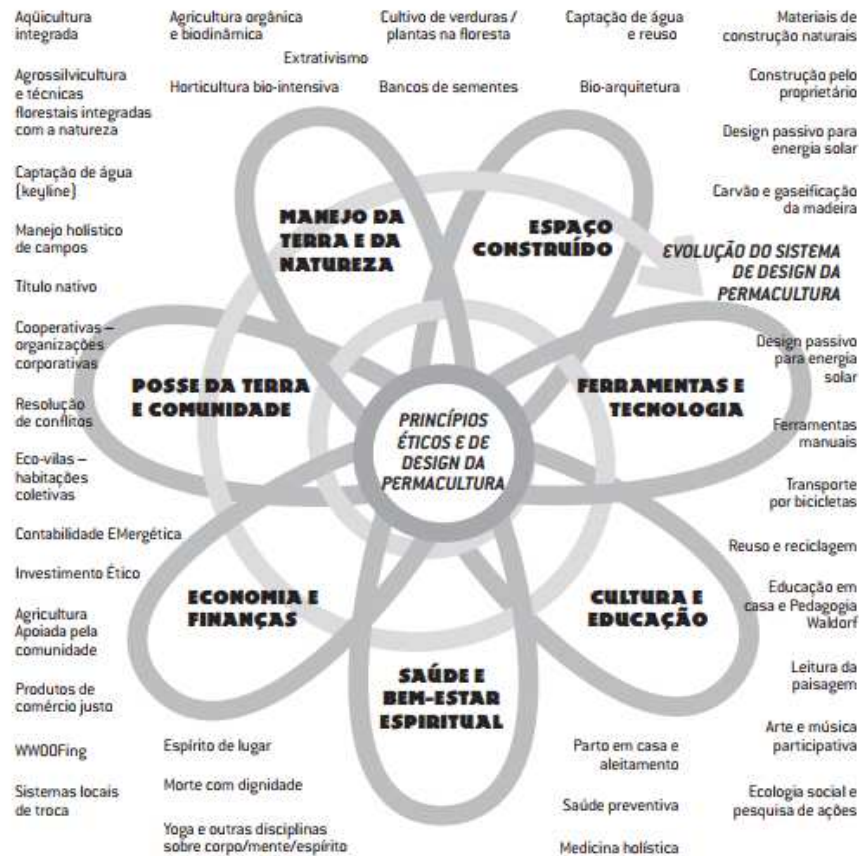 Aqüicultura
integrada
Agricultura orgânica
e biodinâmica
Cultivo de verduras /
plantas na floresta
Captação de água
e reuso
Materiais de
construção naturais
Extrativismo
Agrossilvicultura
e técnicas
florestais integradas
com a natureza
Horticultura bio-intensiva
Bancos de sementes
Bio-arquitetura
Construção pelo
proprietário
Design passivo para
energia solar
Captação de água
(keyline)
Carvão e gaseificação
da madeira
Manejo holístico
de campos
Título nativo
Cooperativas –
organizações
corporativas
Resolução
de conflitos
Eco-vilas –
habitações
coletivas
MANEJO DA
TERRA E DA
NATUREZA
ESPAÇO
CONSTRUÍDO
EVOLUÇÃO DO SISTEMA
DE DESIGN DA
PERMACULTURA
POSSE DA TERRA
E COMUNIDADE
PRINCÍPIOS
ÉTICOS E DE
DESIGN DA
PERMACULTURA
FERRAMENTAS E
TECNOLOGIA
Design passivo
para energia
solar
Ferramentas
manuais
Transporte
por bicicletas
Contabilidade EMergética
Investimento Ético
Agricultura
Apoiada pela
comunidade
Produtos de
comércio justo
WWOOFing
Sistemas locais
de troca
ECONOMIA E
FINANÇAS
SAÚDE E
BEM-ESTAR
ESPIRITUAL
CULTURA E
EDUCAÇÃO
Reuso e reciclagem
Educação em
casa e Pedagogia
Waldorf
Leitura da
paisagem
Arte e música
participativa
Ecologia social e
pesquisa de ações
Espírito de lugar
Morte com dignidade
Yoga e outras disciplinas
sobre corpo/mente/espírito
Parto em casa e
aleitamento
Saúde preventiva
Medicina holística